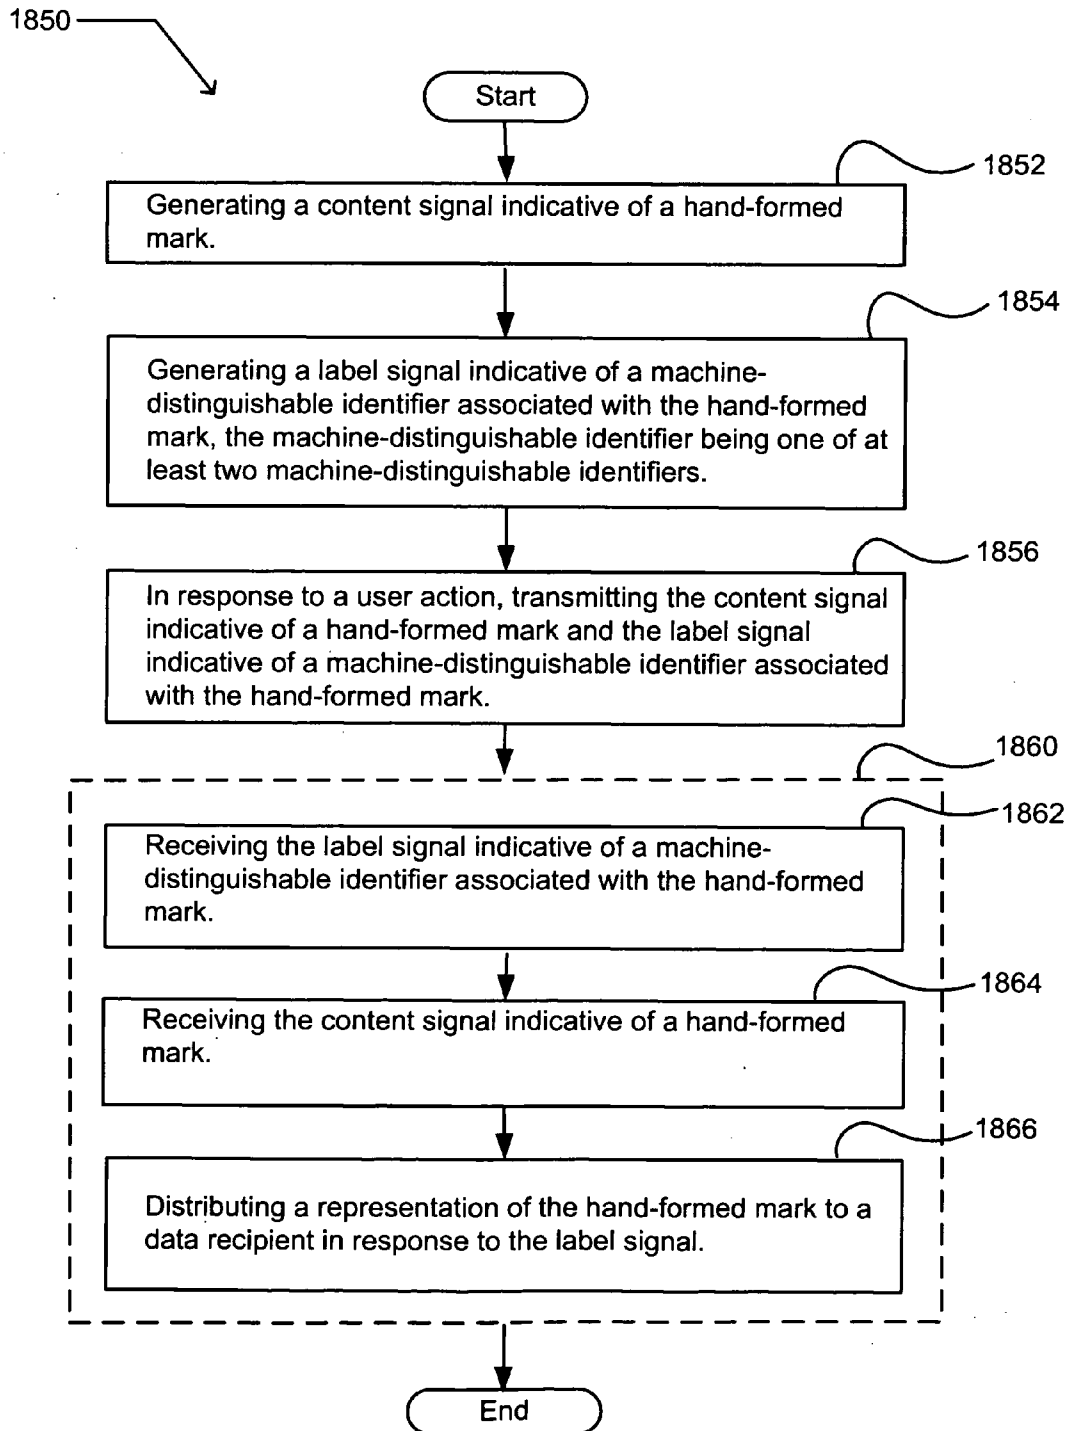 1850
Start
1852
Generating a content signal indicative of a hand-formed
mark.
1854
Generating a label signal indicative of a machine-
distinguishable identifier associated with the hand-formed
mark, the machine-distinguishable identifier being one of at
least two machine-distinguishable identifiers.
1856
In response to a user action, transmitting the content signal
indicative of a hand-formed mark and the label signal
indicative of a machine-distinguishable identifier associated
with the hand-formed mark.
1860
1862
Receiving the label signal indicative of a machine-
distinguishable identifier associated with the hand-formed
mark.
1864
Receiving the content signal indicative of a hand-formed
mark.
1866
Distributing a representation of the hand-formed mark to a
data recipient in response to the label signal.
End